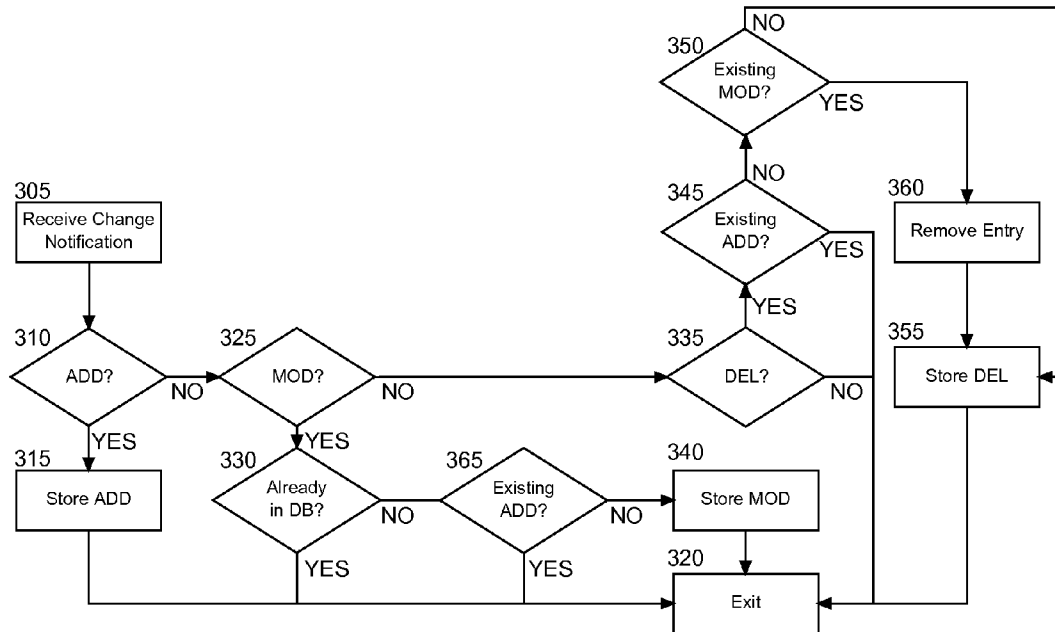 NO
350
Existing
MOD?
YES
NO
305
345
360
Receive Change
Notification
Existing
ADD?
YES
Remove Entry
YES
310
325
335
355
ADD?
NO
MOD?
NO
DEL?
NO
Store DEL
YES
YES
315
330
365
340
Store ADD
Already
in DB?
NO
Existing
ADD?
NO
Store MOD
YES
YES
320
Exit